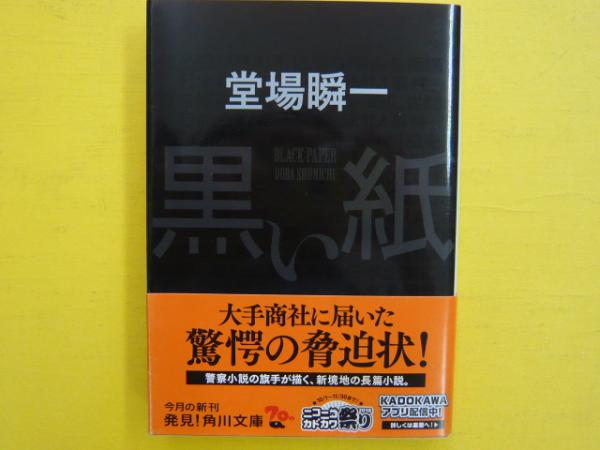 堂場瞬一
BLACK PAPER
DOBA SHUNICHI
黒い紙
大手商社に届いた
驚愕の脅迫状!
警察小説の旗手が描く、新境地の長篇小説。
今月の新刊
発見!角川文庫
70th
ニコニコ
カドカワ
祭り
KADOKAWA
アプリ配信中!
詳しくは裏面へ!▶